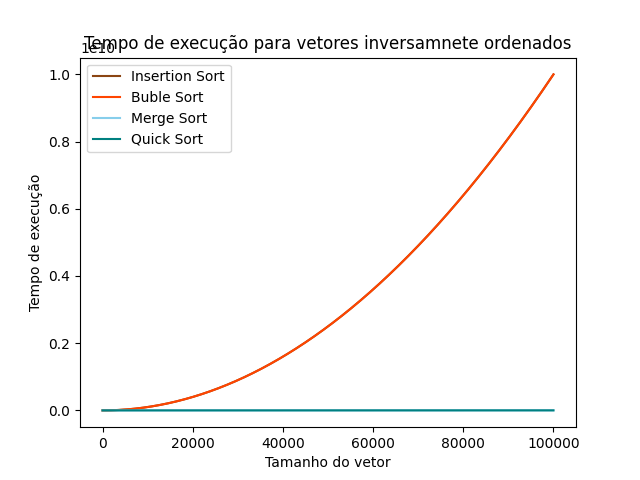 Tempo de execução para vetores inversamnete ordenados
1e10
Insertion Sort
Buble Sort
Merge Sort
Quick Sort
1.0
0.8
0.6
0.4
0.2
0.0
Tempo de execução
0 20000 40000 60000 80000 100000
Tamanho do vetor